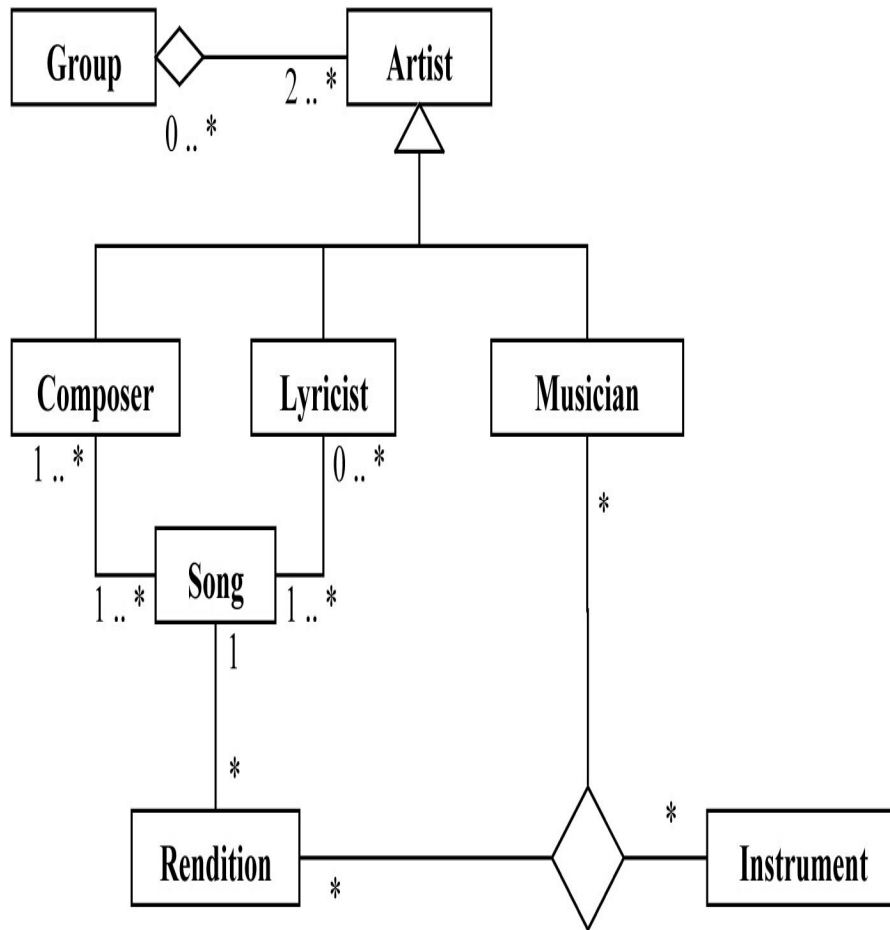 Group
Artist
2 .. *
0 .. *
Composer
Lyricist
Musician
1 .. *
0 .. *
*
Song
1 .. *
1 .. *
1
*
*
Rendition
Instrument
*